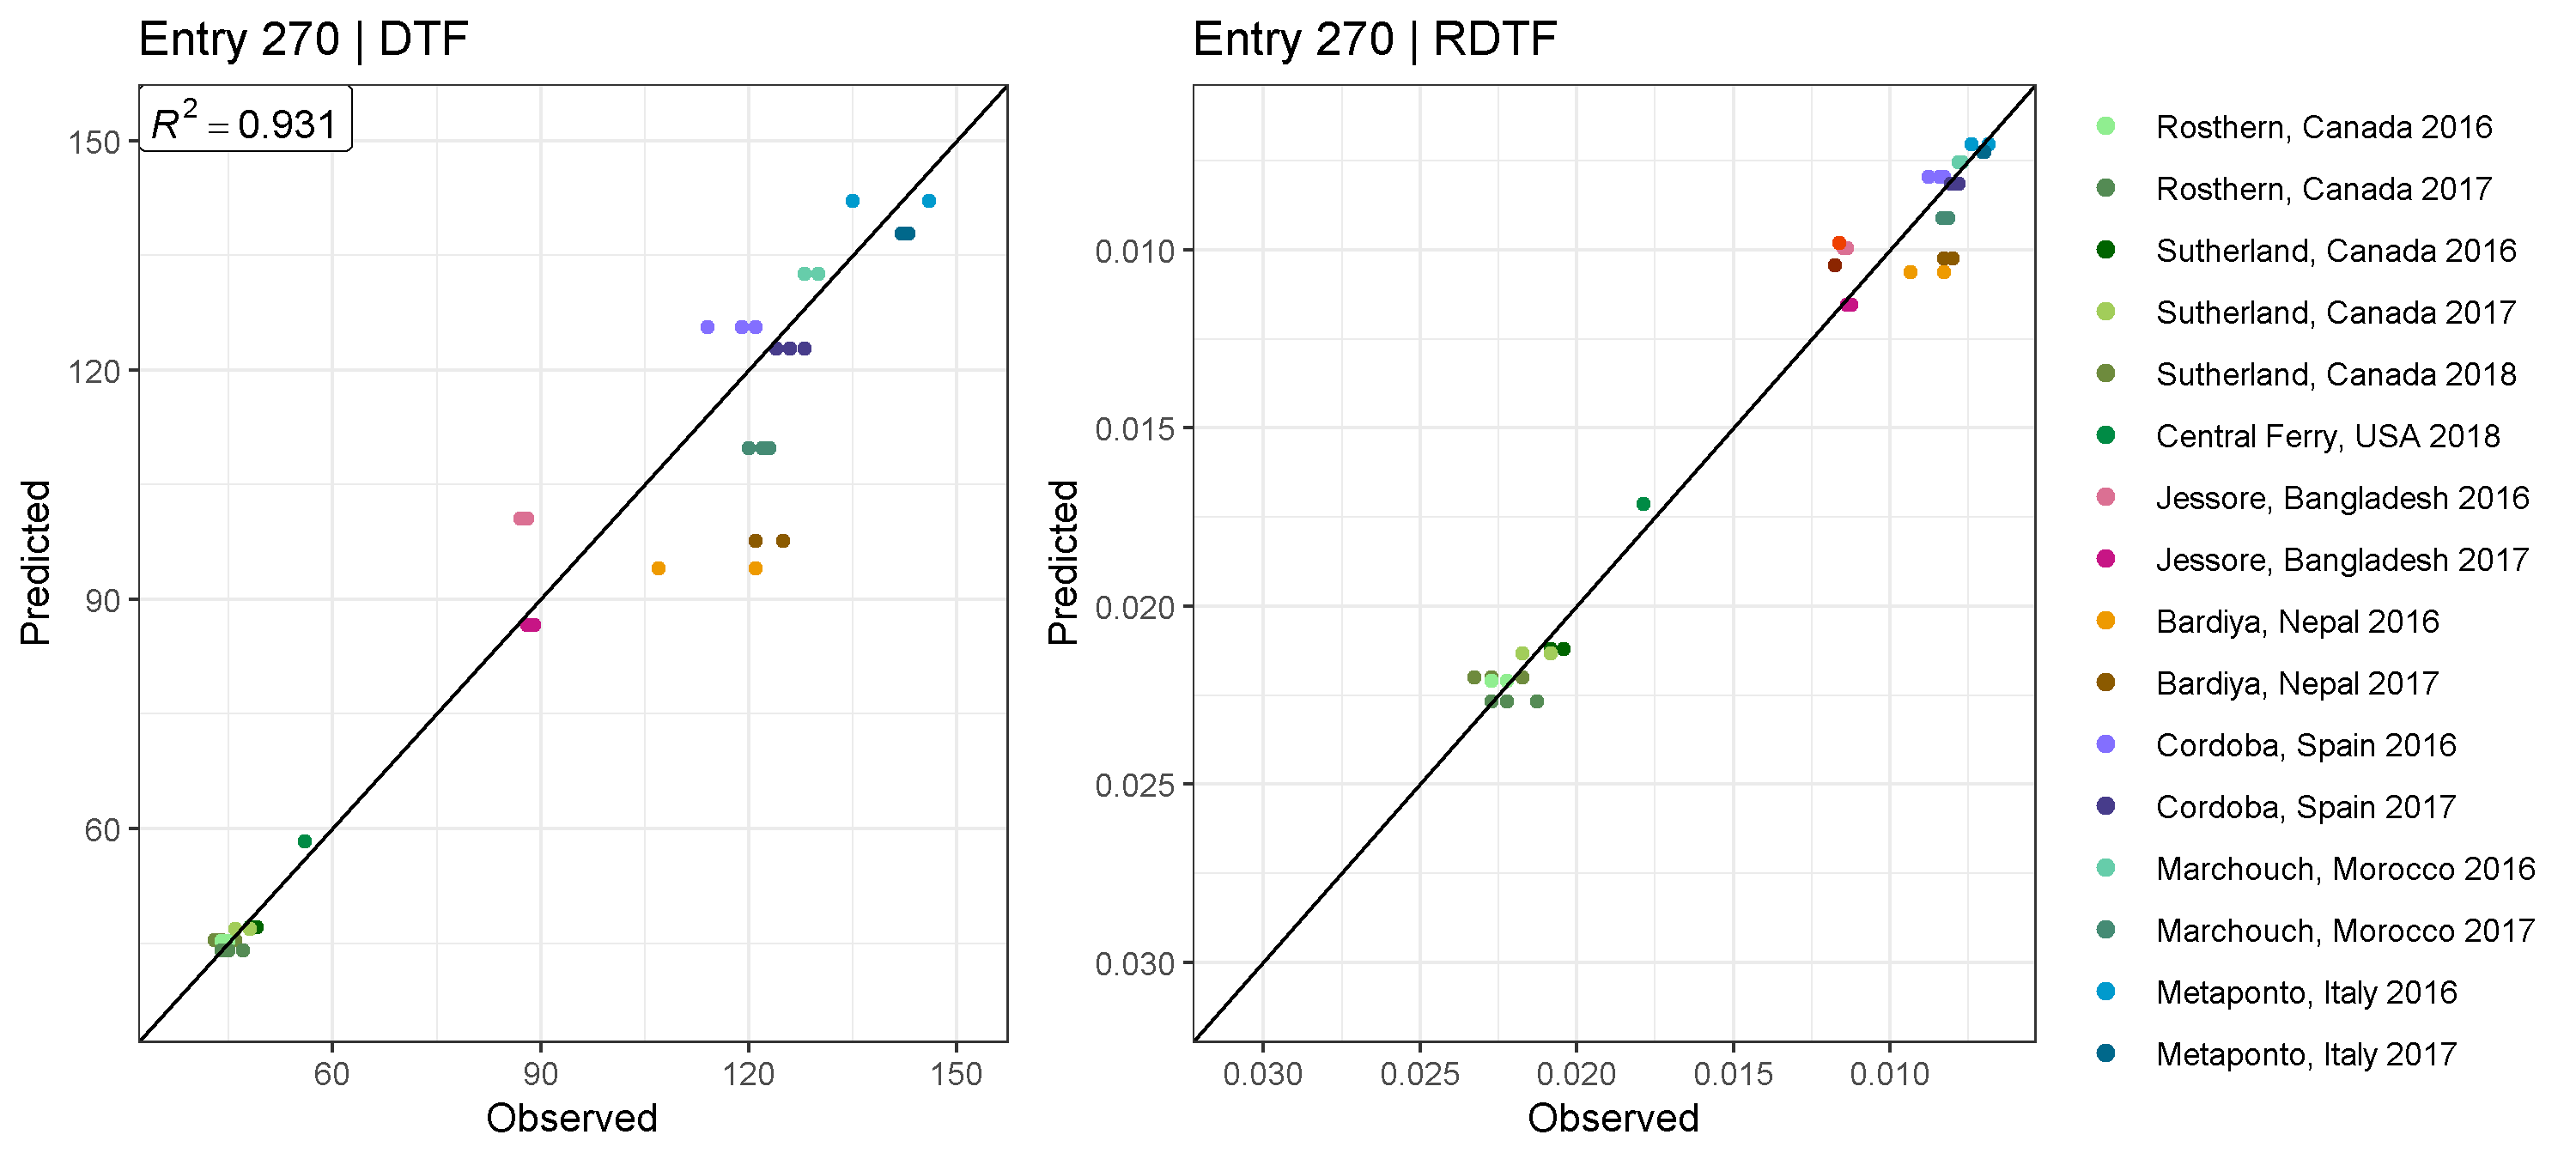 Entry 270 | DTF
R² = 0.931
150
120
90
60
Predicted
60 90 120 150
Observed
Entry 270 | RDTF
0.010
0.015
0.020
0.025
0.030
Predicted
0.030 0.025 0.020 0.015 0.010
Observed
Rosthern, Canada 2016
Rosthern, Canada 2017
Sutherland, Canada 2016
Sutherland, Canada 2017
Sutherland, Canada 2018
Central Ferry, USA 2018
Jessore, Bangladesh 2016
Jessore, Bangladesh 2017
Bardiya, Nepal 2016
Bardiya, Nepal 2017
Cordoba, Spain 2016
Cordoba, Spain 2017
Marchouch, Morocco 2016
Marchouch, Morocco 2017
Metaponto, Italy 2016
Metaponto, Italy 2017